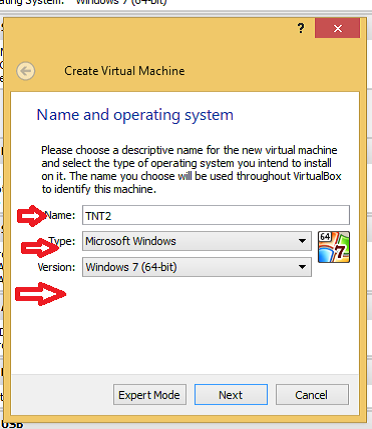 ating System: Windows 7 (64-bit)
?
Create Virtual Machine
Name and operating system
Please choose a descriptive name for the new virtual machine
and select the type of operating system you intend to install
on it. The name you choose will be used throughout VirtualBox
to identify this machine.
Name: TNT2
Type: Microsoft Windows
64
7
Version: Windows 7 (64-bit)
Expert Mode Next Cancel
USB